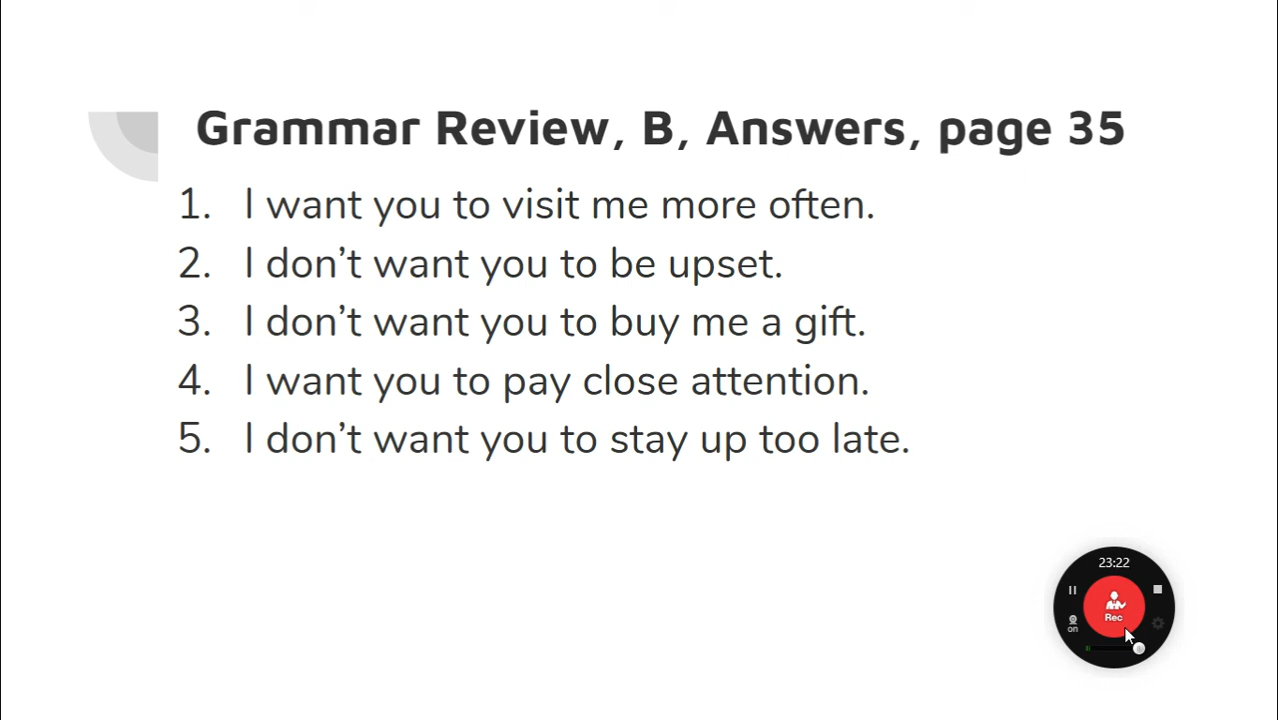 Grammar Review, B, Answers, page 35
1. I want you to visit me more often.
2. I don’t want you to be upset.
3. I don’t want you to buy me a gift.
4. I want you to pay close attention.
5. I don’t want you to stay up too late.
23:22
Rec
on